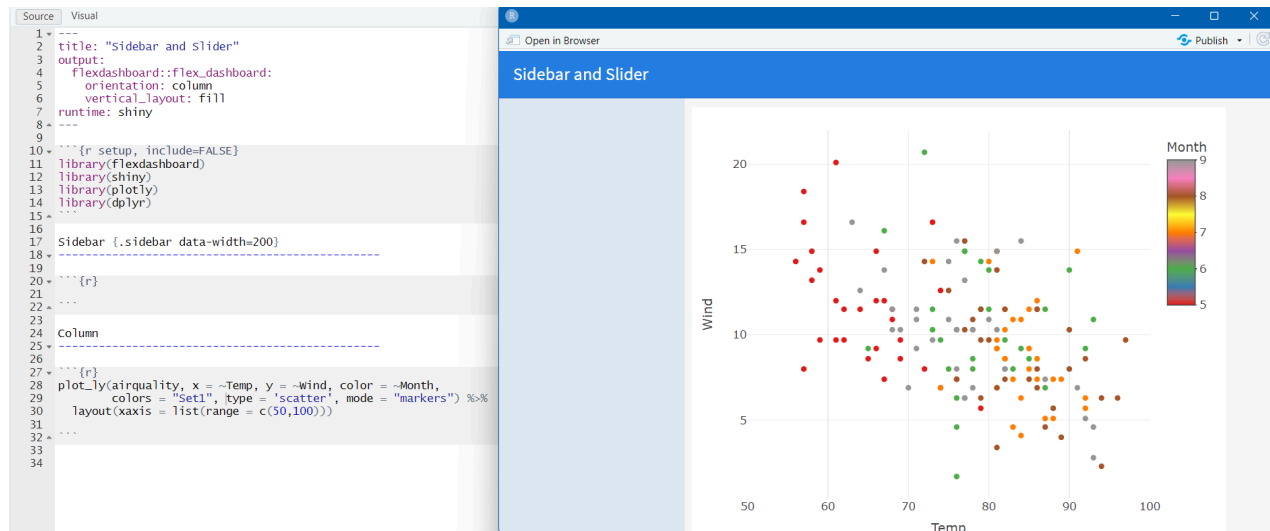 Source Visual
1 ---
2 title: "Sidebar and Slider"
3 output:
4   flexdashboard::flex_dashboard:
5     orientation: column
6     vertical_layout: fill
7 runtime: shiny
8 ---
9
10 ```{r setup, include=FALSE}
11 library(flexdashboard)
12 library(shiny)
13 library(plotly)
14 library(dplyr)
15 ```
16
17 Sidebar {.sidebar data-width=200}
18 ------------------------------------------------
19
20 ```{r}
21
22 ```
23
24 Column
25 ------------------------------------------------
26
27 ```{r}
28 plot_ly(airquality, x = ~Temp, y = ~Wind, color = ~Month,
29         colors = "Set1", type = 'scatter', mode = "markers") %>%
30   layout(xaxis = list(range = c(50,100)))
31
32 ```
33
34
R
Open in Browser
Publish
Sidebar and Slider
Month
9
8
7
6
5
20
15
10
5
Wind
50 60 70 80 90 100
Temp